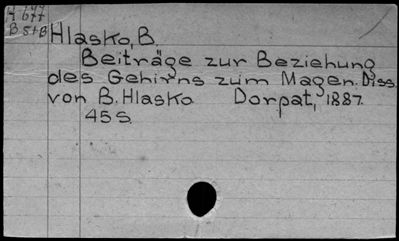 Hlasko, B.
Beiträge zur Beziehung
des Gehirns zum Magen. Diss.
von B. Hlasko Dorpat, 1887.
45 S.